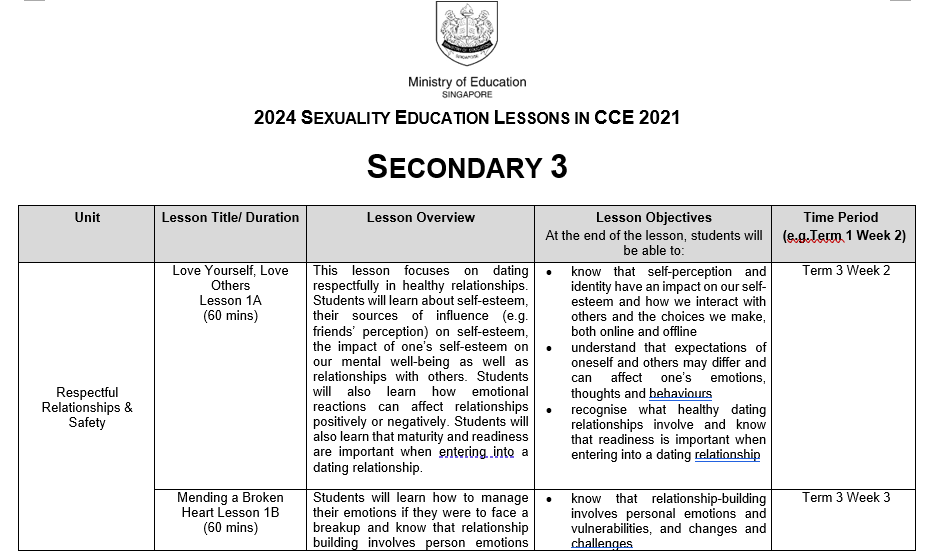 Ministry of Education
SINGAPORE
2024 SEXUALITY EDUCATION LESSONS IN CCE 2021
SECONDARY 3
Unit
Lesson Title/ Duration
Lesson Overview
Lesson Objectives
At the end of the lesson, students will
be able to:
Time Period
(e.g.Term 1 Week 2)
Respectful
Relationships &
Safety
Love Yourself, Love
Others
Lesson 1A
(60 mins)
This lesson focuses on dating
respectfully in healthy relationships.
Students will learn about self-esteem,
their sources of influence (e.g.
friends' perception) on self-esteem,
the impact of one's self-esteem on
our mental well-being as well as
relationships with others. Students
will also learn how emotional
reactions can affect relationships
positively or negatively. Students will
also learn that maturity and readiness
are important when entering into a
dating relationship.
• know that self-perception and
identity have an impact on our self-
esteem and how we interact with
others and the choices we make,
both online and offline
• understand that expectations of
oneself and others may differ and
can affect one's emotions,
thoughts and behaviours
• recognise what healthy dating
relationships involve and know
that readiness is important when
entering into a dating relationship
Term 3 Week 2
Mending a Broken
Heart Lesson 1B
(60 mins)
Students will learn how to manage
their emotions if they were to face a
breakup and know that relationship
building involves person emotions
• know that relationship-building
involves personal emotions and
vulnerabilities, and changes and
challenges
Term 3 Week 3